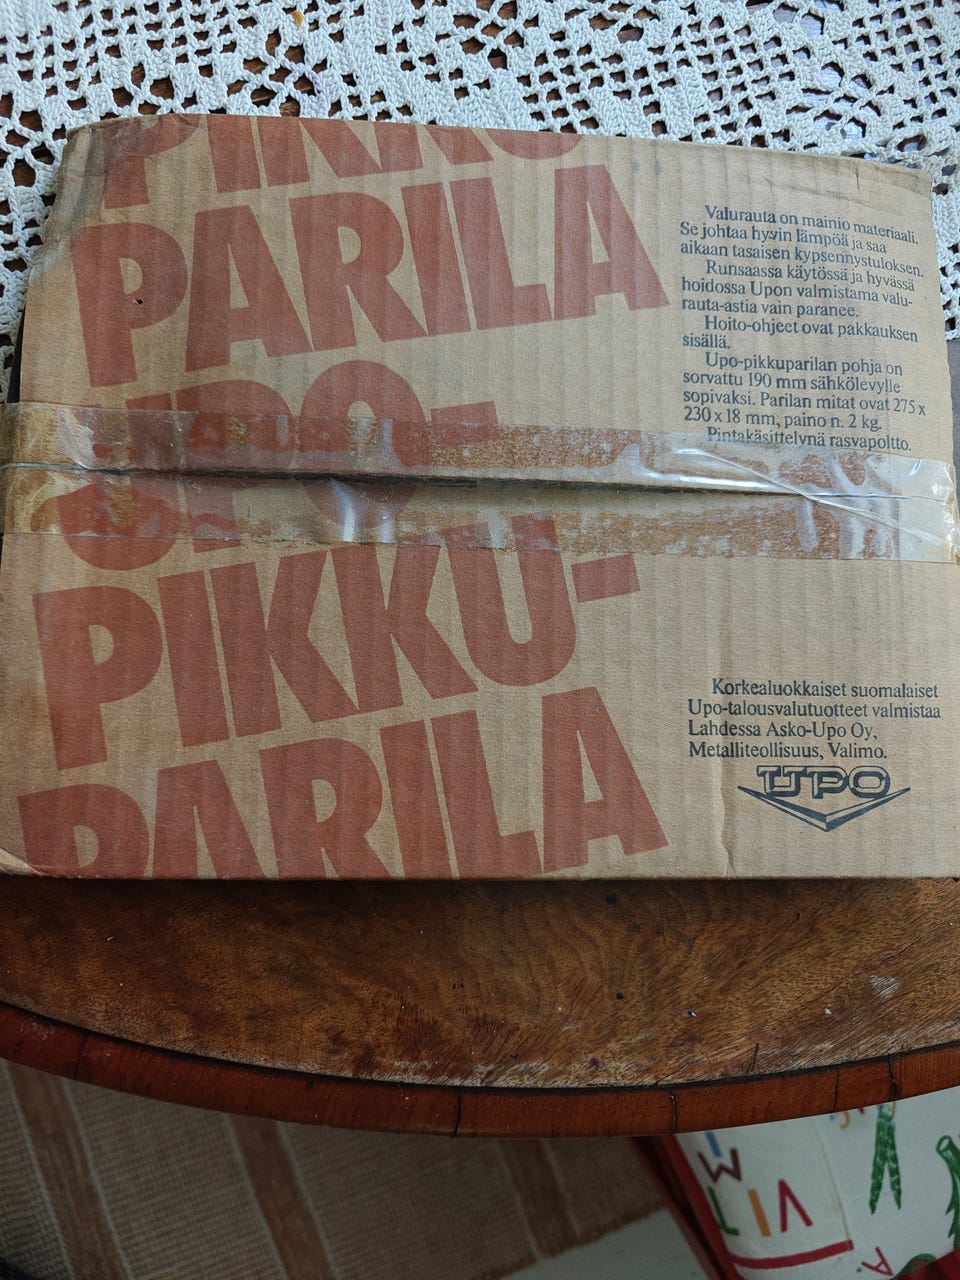 PIKKU
PARILA
UPO-
PIKKU-
PARILA
Valurauta on mainio materiaali.
Se johtaa hyvin lämpöä ja saa
aikaan tasaisen kypsennystuloksen.
Runsaassa käytössä ja hyvässä
hoidossa Upon valmistama valu-
rauta-astia vain paranee.
Hoito-ohjeet ovat pakkauksen
sisällä.
Upo-pikkuparilan pohja on
sorvattu 190 mm sähkölevylle
sopivaksi. Parilan mitat ovat 275 x
230 x 18 mm, paino n. 2 kg.
Pintakäsittelynä rasvapoltto.
Korkealuokkaiset suomalaiset
Upo-talousvalutuotteet valmistaa
Lahdessa Asko-Upo Oy,
Metalliteollisuus, Valimo.
UPO